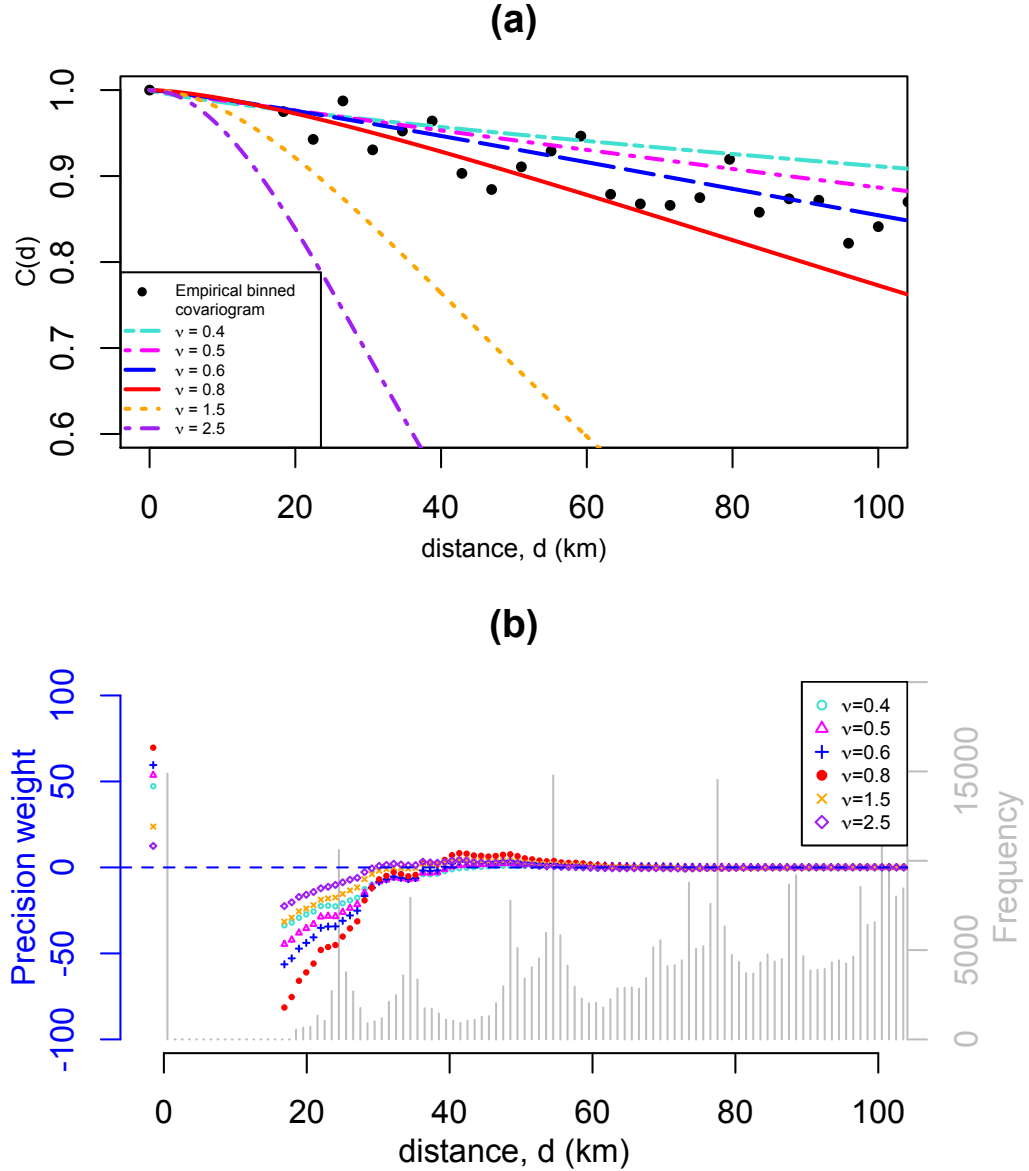 (a)
C(d)
1.0
0.9
0.8
0.7
0.6
Empirical binned
covariogram
ν = 0.4
ν = 0.5
ν = 0.6
ν = 0.8
ν = 1.5
ν = 2.5
0 20 40 60 80 100
distance, d (km)
(b)
Precision weight
100
50
0
-50
-100
ν=0.4
ν=0.5
ν=0.6
ν=0.8
ν=1.5
ν=2.5
15000
5000
0
Frequency
0 20 40 60 80 100
distance, d (km)